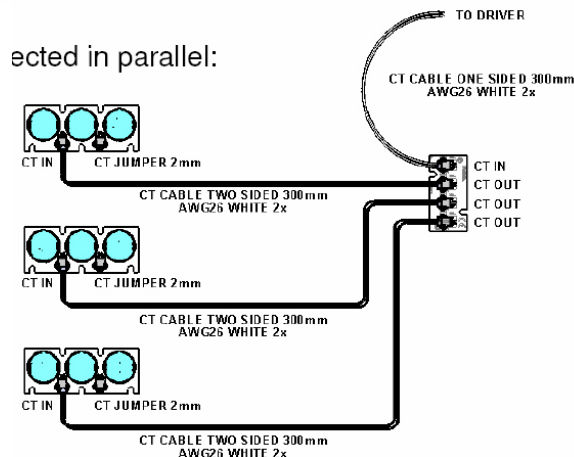 TO DRIVER
ected in parallel:
CT CABLE ONE SIDED 300mm
AWG26 WHITE 2x
CT IN
CT JUMPER 2mm
CT IN
CT OUT
CT OUT
CT OUT
CT CABLE TWO SIDED 300mm
AWG26 WHITE 2x
CT IN
CT JUMPER 2mm
CT CABLE TWO SIDED 300mm
AWG26 WHITE 2x
CT IN
CT JUMPER 2mm
CT CABLE TWO SIDED 300mm
AWG26 WHITE 2x